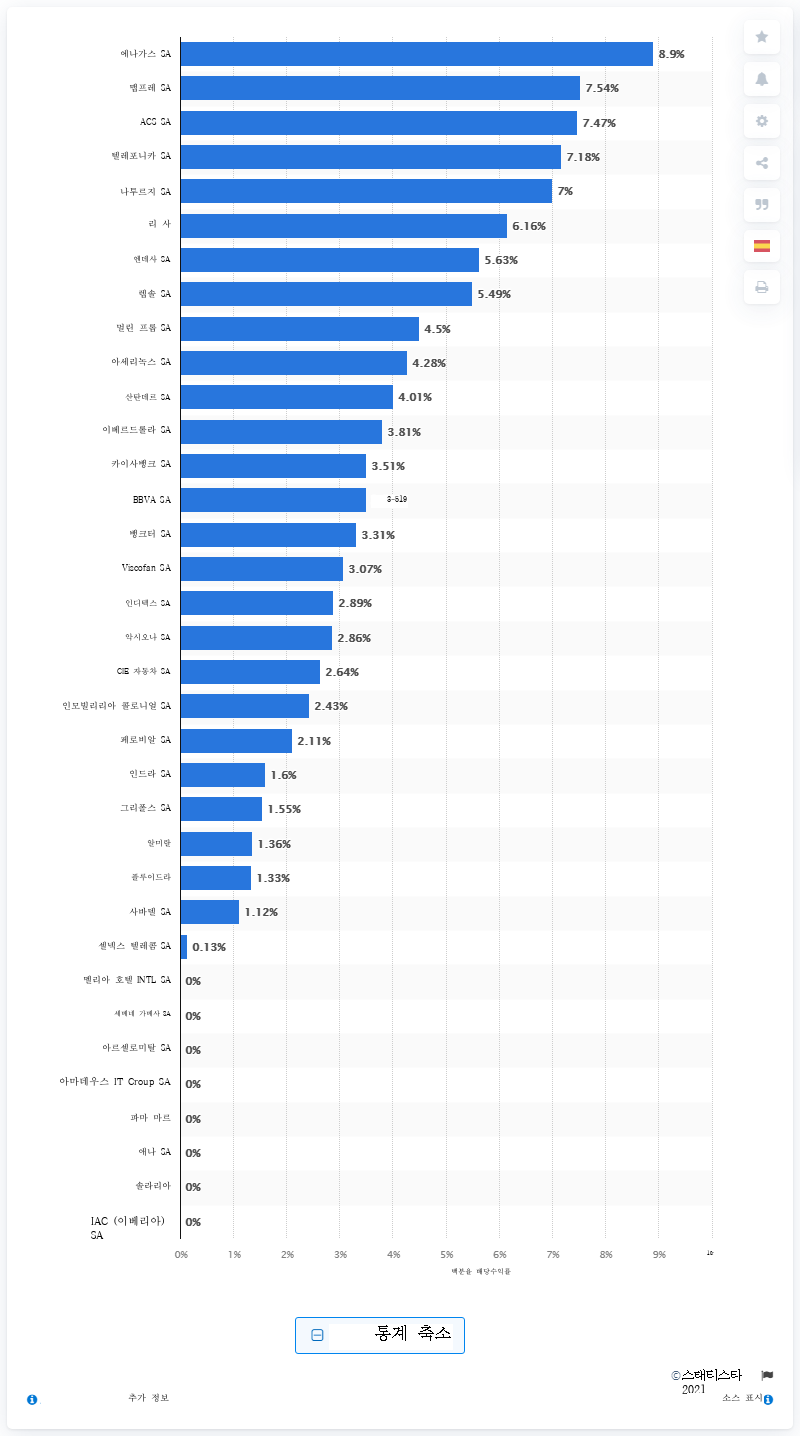 에나가스 SA 8.9%
맵프레 SA 7.54%
ACS SA 7.47%
텔레포니카 SA 7.18%
나투르지 SA 7%
리 사 6.16%
엔데사 SA 5.63%
렙솔 SA 5.49%
멀린 프롭 SA 4.5%
아세리녹스 SA 4.28%
산탄데르 SA 4.01%
이베르드롤라 SA 3.81%
카이사뱅크 SA 3.51%
BBVA SA
뱅크터 SA 3.31%
Viscofan SA 3.07%
인디텍스 SA 2.89%
악시오나 SA 2.86%
CIE 자동차 SA 2.64%
인모빌리리아 콜로니얼 SA 2.43%
페로비알 SA 2.11%
인드라 SA 1.6%
그리폴스 SA 1.55%
알미랄 1.36%
플루이드라 1.33%
사바델 SA 1.12%
셀넥스 텔레콤 SA 0.13%
멜리아 호텔 INTL SA 0%
가메사 SA 0%
아르셀로미탈 SA 0%
아마데우스 IT Group SA 0%
파마 마르 0%
애나 SA 0%
솔라리아 0%
IAC (이베리아)
SA 0%
0% 1% 2% 3% 4% 5% 6% 7% 8% 9%
백분율 배당수익률
통계 축소
©스태티스타
2021
추가 정보 소스 표시